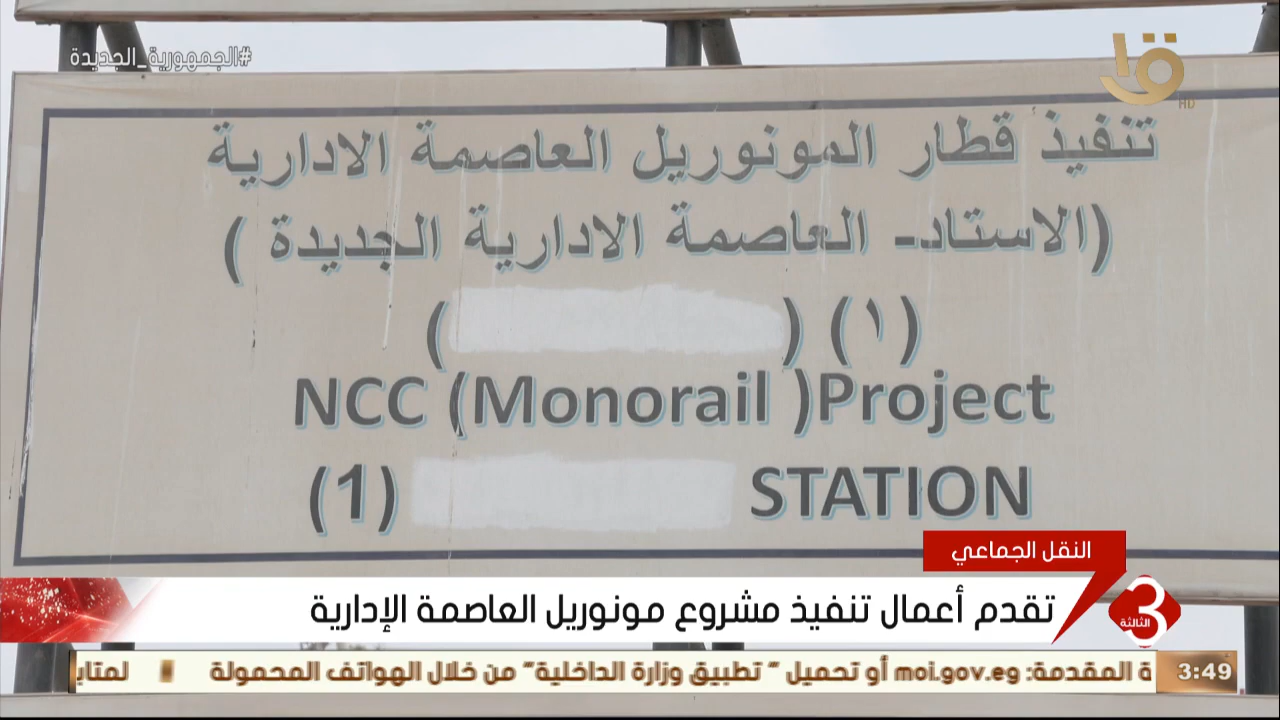 #الجمهورية_الجديدة
HD
تنفيذ قطار المونوريل العاصمة الادارية
(الاستاد- العاصمة الادارية الجديدة )
(١) ( )
NCC (Monorail )Project
(1) STATION
النقل الجماعي
تقدم أعمال تنفيذ مشروع مونوريل العاصمة الإدارية
3 الثالثة
ة المقدمة: moi.gov.eg أو تحميل " تطبيق وزارة الداخلية" من خلال الهواتف المحمولة
3:49